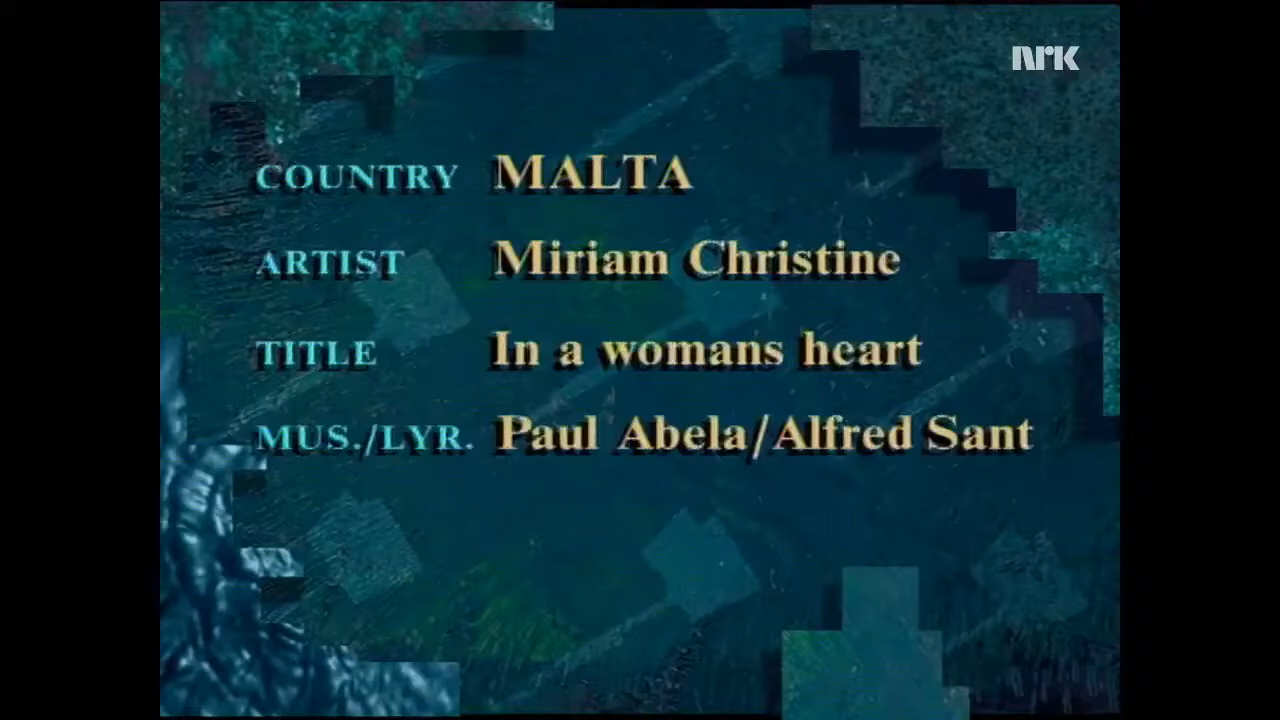 NRK
COUNTRY MALTA
ARTIST Miriam Christine
TITLE In a womans heart
MUS./LYR. Paul Abela/Alfred Sant